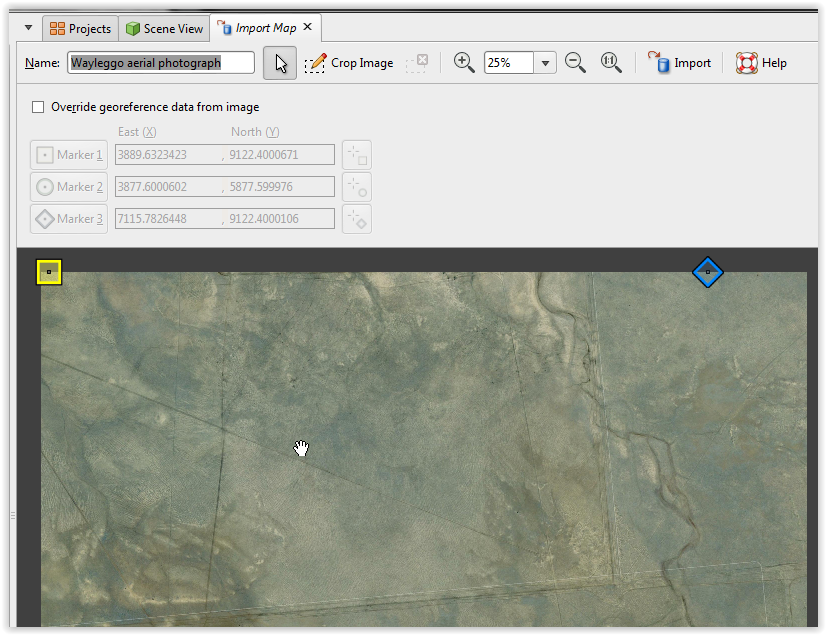 Projects Scene View Import Map
Name: Wayleggo aerial photograph Crop Image 25% 1:1 Import Help
Override georeference data from image
East (X) North (Y)
Marker 1 3889.6323423 , 9122.4000671
Marker 2 3877.6000602 , 5877.599976
Marker 3 7115.7826448 , 9122.4000106